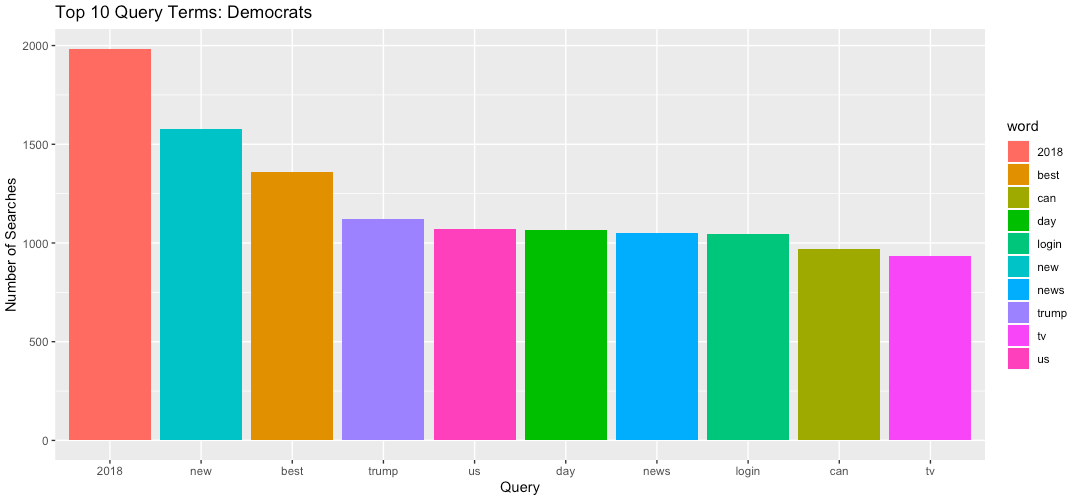 Top 10 Query Terms: Democrats
Number of Searches
2000
1500
1000
500
0
2018 new best trump us day news login can tv
Query
word
2018
best
can
day
login
new
news
trump
tv
us